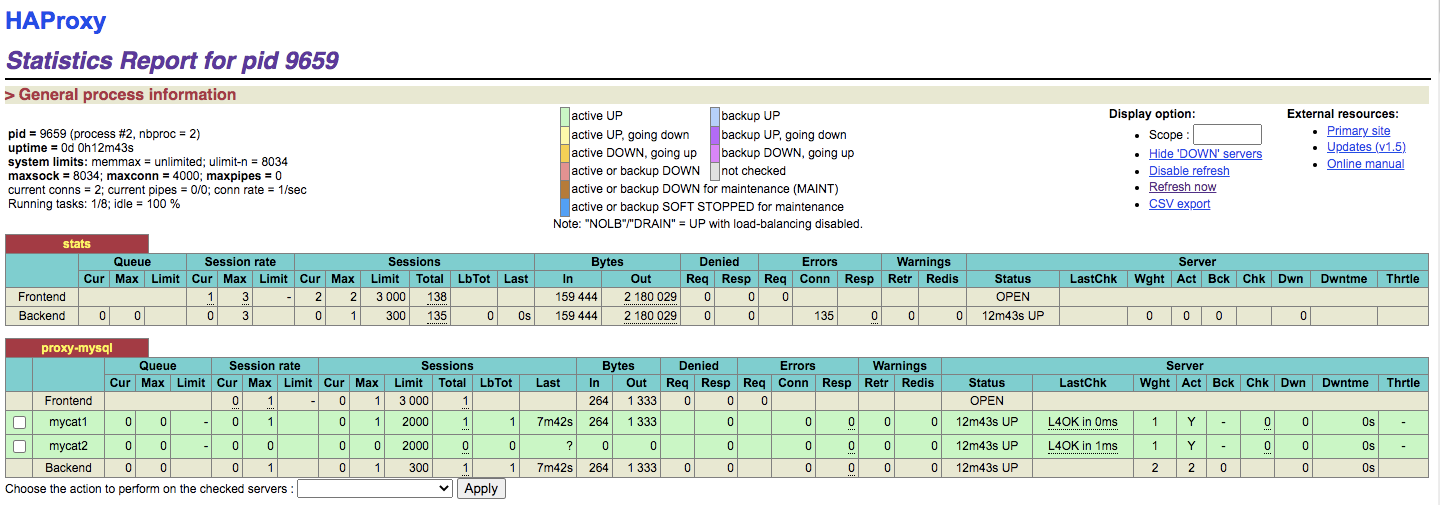 HAProxy
Statistics Report for pid 9659
> General process information
pid = 9659 (process #2, nbproc = 2)
uptime = 0d 0h12m43s
system limits: memmax = unlimited; ulimit-n = 8034
maxsock = 8034; maxconn = 4000; maxpipes = 0
current conns = 2; current pipes = 0/0; conn rate = 1/sec
Running tasks: 1/8; idle = 100 %
active UP backup UP
active UP, going down backup UP, going down
active DOWN, going up backup DOWN, going up
active or backup DOWN not checked
active or backup DOWN for maintenance (MAINT)
active or backup SOFT STOPPED for maintenance
Note: "NOLB"/"DRAIN" = UP with load-balancing disabled.
Display option:
• Scope :
• Hide 'DOWN' servers
• Disable refresh
• Refresh now
• CSV export
External resources:
• Primary site
• Updates (v1.5)
• Online manual
stats
Queue Session rate Sessions Bytes Denied Errors Warnings Server
Cur Max Limit Cur Max Limit Cur Max Limit Total LbTot Last In Out Req Resp Req Conn Resp Retr Redis Status LastChk Wght Act Bck Chk Dwn Dwntme Thrtle
Frontend 1 3 - 2 2 3 000 138 159 444 2 180 029 0 0 0 OPEN
Backend 0 0 0 3 0 1 300 135 0 0s 159 444 2 180 029 0 0 135 0 0 0 12m43s UP 0 0 0 0
proxy-mysql
Queue Session rate Sessions Bytes Denied Errors Warnings Server
Cur Max Limit Cur Max Limit Cur Max Limit Total LbTot Last In Out Req Resp Req Conn Resp Retr Redis Status LastChk Wght Act Bck Chk Dwn Dwntme Thrtle
Frontend 0 1 - 0 1 3 000 1 264 1 333 0 0 0 OPEN
mycat1 0 0 - 0 1 0 1 2000 1 1 7m42s 264 1 333 0 0 0 0 0 12m43s UP L4OK in 0ms 1 Y - 0 0 0s -
mycat2 0 0 - 0 0 0 0 2000 0 0 ? 0 0 0 0 0 0 0 12m43s UP L4OK in 1ms 1 Y - 0 0 0s -
Backend 0 0 0 1 0 1 300 1 1 7m42s 264 1 333 0 0 0 0 0 0 12m43s UP 2 2 0 0 0s
Choose the action to perform on the checked servers : Apply